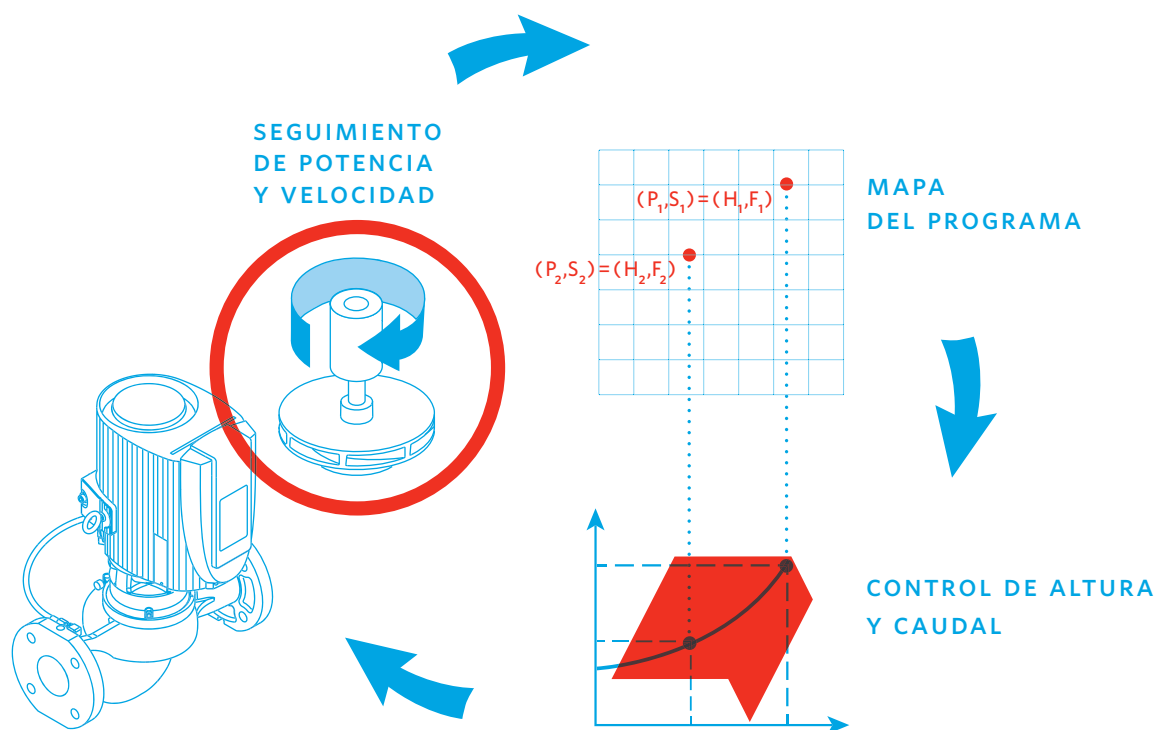 SEGUIMIENTO
DE POTENCIA
Y VELOCIDAD
(P₁,S₁)=(H₁,F₁)
(P₂,S₂)=(H₂,F₂)
MAPA
DEL PROGRAMA
CONTROL DE ALTURA
Y CAUDAL